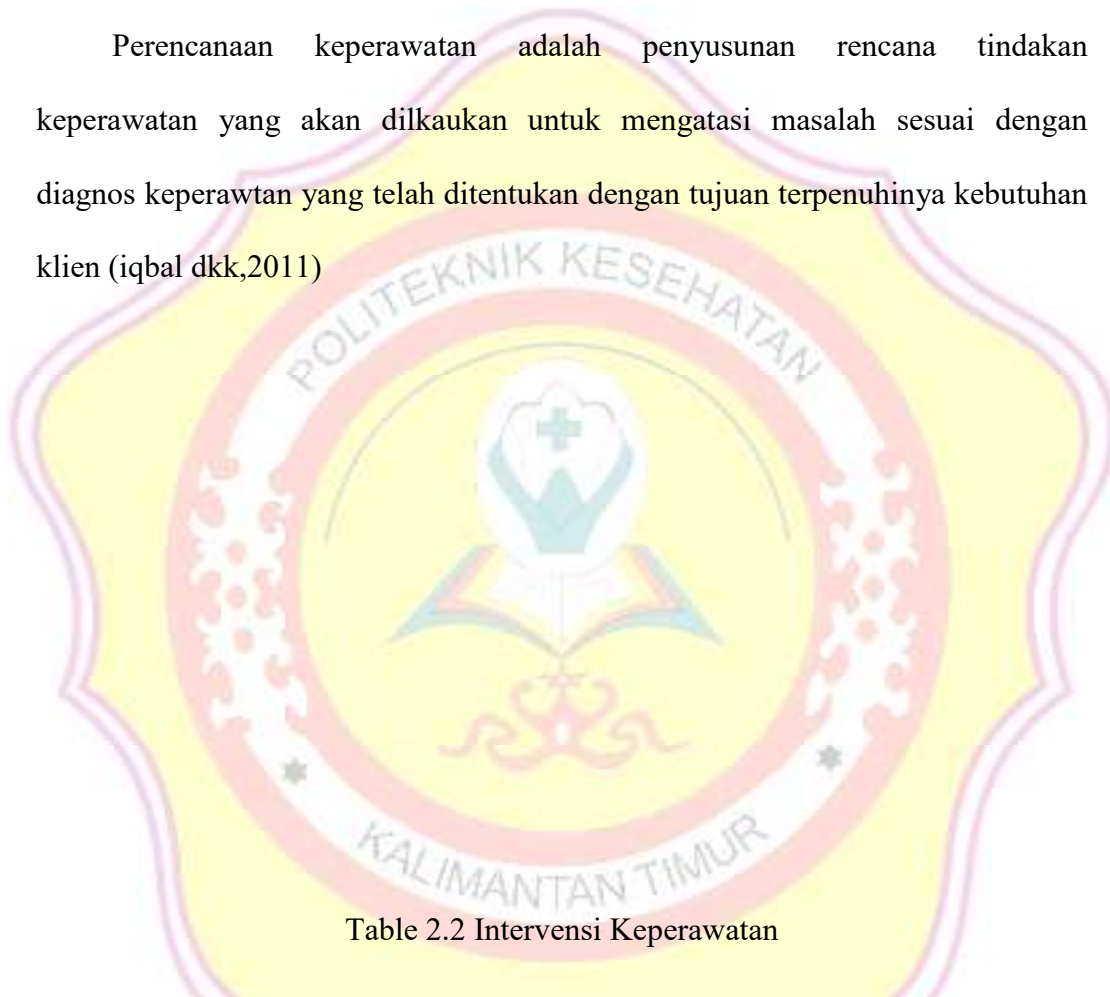 Perencanaan keperawatan adalah penyusunan rencana tindakan
keperawatan yang akan dilkaukan untuk mengatasi masalah sesuai dengan
diagnos keperawtan yang telah ditentukan dengan tujuan terpenuhinya kebutuhan
klien (iqbal dkk,2011)
POLITEKNIK KESEHATAN
KALIMANTAN TIMUR
Table 2.2 Intervensi Keperawatan